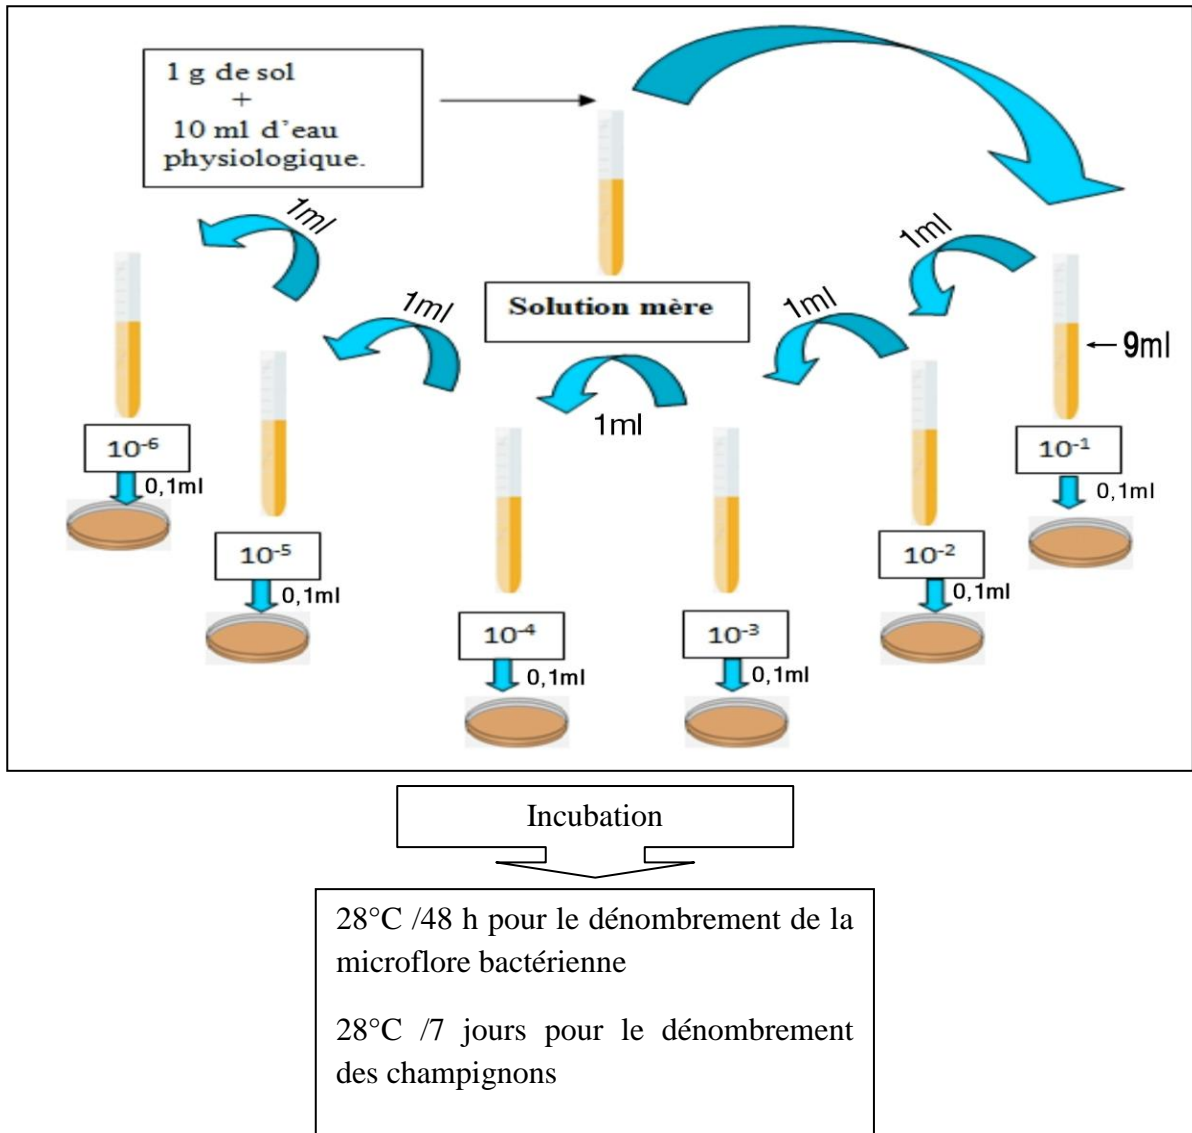 1 g de sol
+
10 ml d'eau
physiologique.
Solution mère
1ml
1ml
1ml
1ml
1ml
9ml
10-1
0,1ml
10-2
0,1ml
10-3
0,1ml
10-4
0,1ml
10-5
0,1ml
10-6
0,1ml
Incubation
28°C /48 h pour le dénombrement de la
microflore bactérienne
28°C /7 jours pour le dénombrement
des champignons